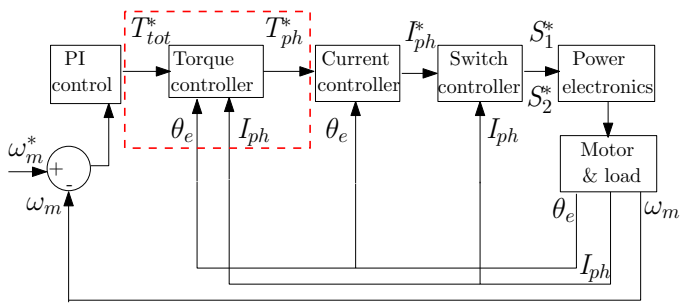 T*tot
T*ph
I*ph
S*1
PI
control
Torque
controller
Current
controller
Switch
controller
Power
electronics
S*2
θe
Iph
θe
Iph
ω*m
+
-
ωm
Motor
& load
θe
ωm
Iph